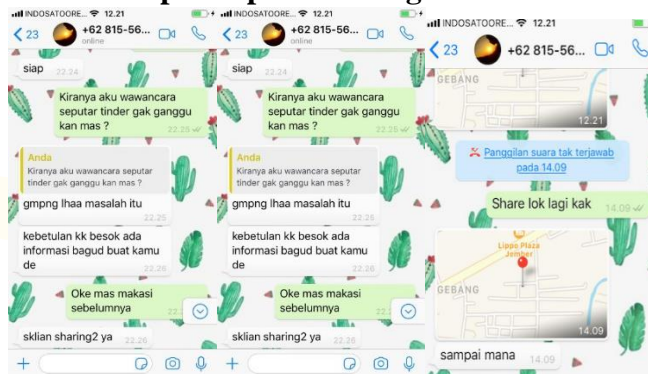 INDOSATOORE... 12.21
23 +62 815-56...
online
siap 22.24
Kiranya aku wawancara
seputar tinder gak ganggu
kan mas ? 22.25
Anda
Kiranya aku wawancara seputar
tinder gak ganggu kan mas ?
gmpng lhaa masalah itu
22.25
kebetulan kk besok ada
informasi bagud buat kamu
de 22.26
Oke mas makasi
sebelumnya
sklian sharing2 ya 22.26
INDOSATOORE... 12.21
23 +62 815-56...
online
siap 22.24
Kiranya aku wawancara
seputar tinder gak ganggu
kan mas ? 22.25
Anda
Kiranya aku wawancara seputar
tinder gak ganggu kan mas ?
gmpng lhaa masalah itu
22.25
kebetulan kk besok ada
informasi bagud buat kamu
de 22.26
Oke mas makasi
sebelumnya
sklian sharing2 ya 22.26
INDOSATOORE... 12.21
23 +62 815-56...
GEBANG
12.21
Panggilan suara tak terjawab
pada 14.09
Share lok lagi kak 14.09
Lippo Plaza
Jember
GEBANG
14.09
sampai mana 14.09